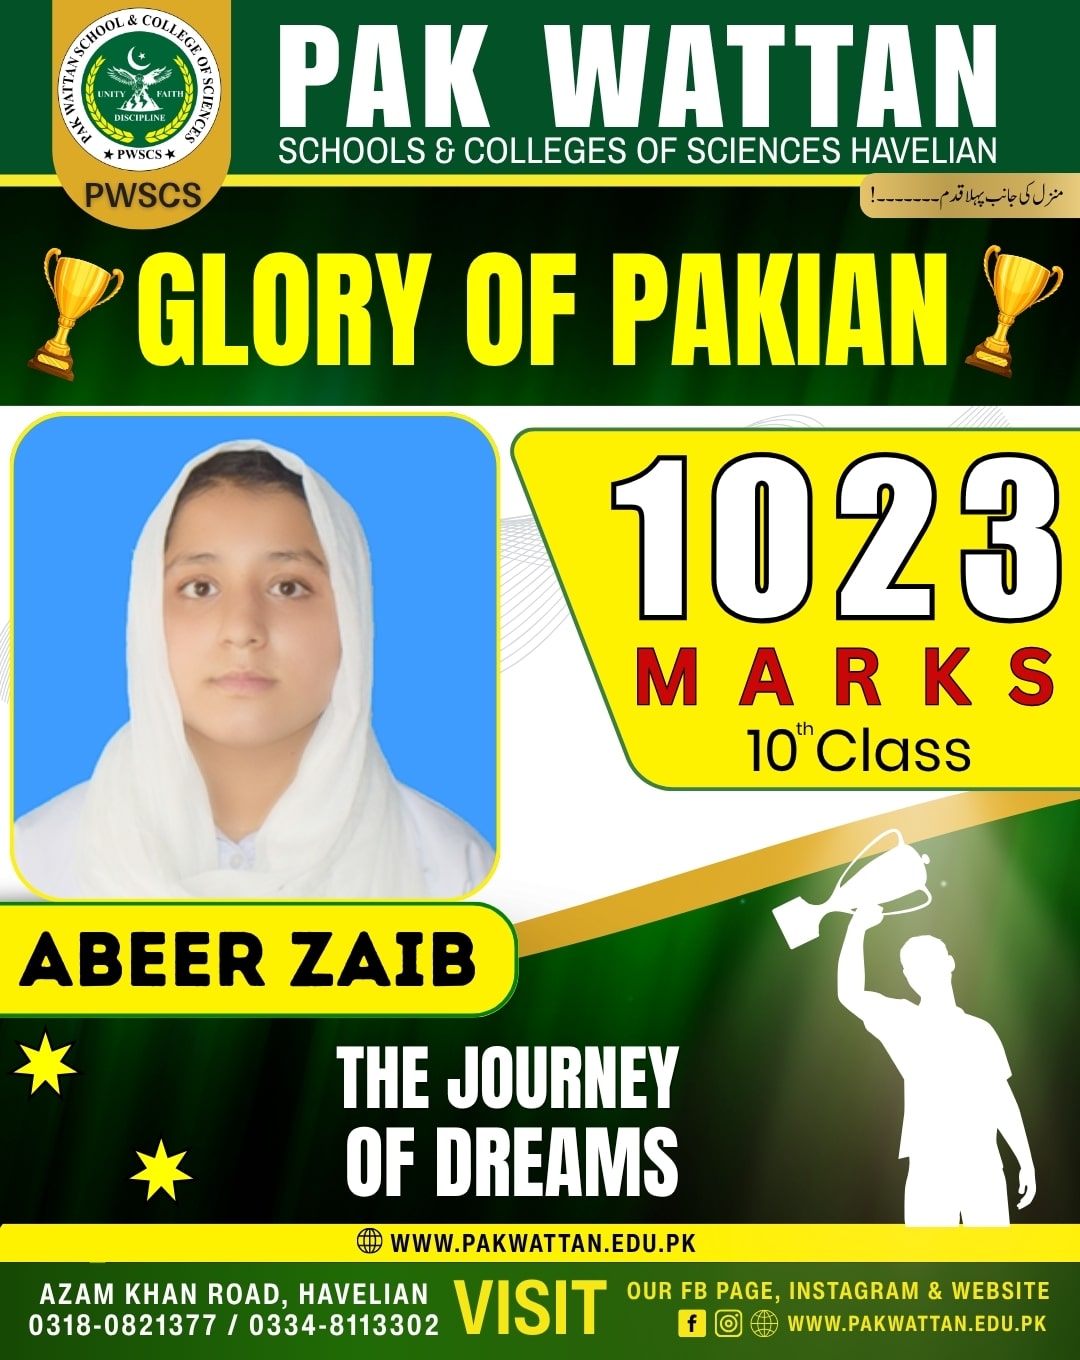 PAK WATTAN SCHOOL & COLLEGE OF SCIENCES
UNITY FAITH
DISCIPLINE
★ PWSCS ★
PWSCS
PAK WATTAN
SCHOOLS & COLLEGES OF SCIENCES HAVELIAN
منزل کی جانب پہلا قدم-------!
GLORY OF PAKIAN
1023
MARKS
10th Class
ABEER ZAIB
THE JOURNEY
OF DREAMS
WWW.PAKWATTAN.EDU.PK
AZAM KHAN ROAD, HAVELIAN
0318-0821377 / 0334-8113302
VISIT
OUR FB PAGE, INSTAGRAM & WEBSITE
f WWW.PAKWATTAN.EDU.PK